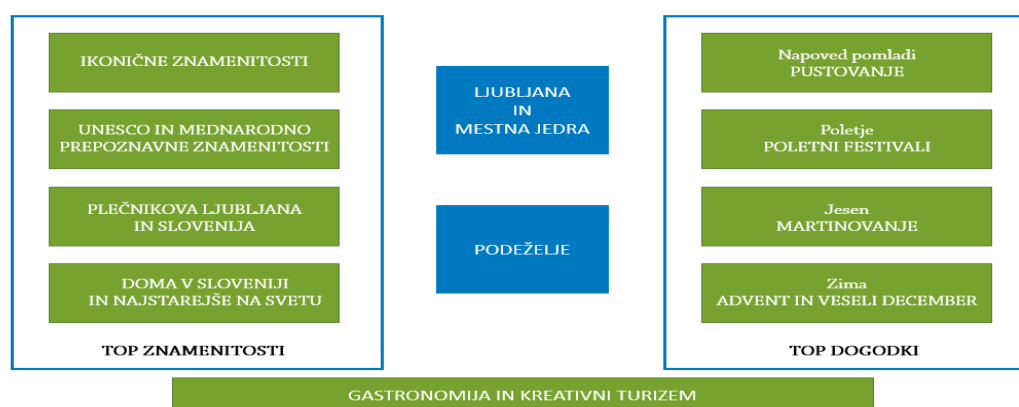 IKONIČNE ZNAMENITOSTI
UNESCO IN MEDNARODNO
PREPOZNAVNE ZNAMENITOSTI
PLEČNIKOVA LJUBLJANA
IN SLOVENIJA
DOMA V SLOVENIJI
IN NAJSTAREJŠE NA SVETU
TOP ZNAMENITOSTI
LJUBLJANA
IN
MESTNA JEDRA
PODEŽELJE
Napoved pomladi
PUSTOVANJE
Poletje
POLETNI FESTIVALI
Jesen
MARTINOVANJE
Zima
ADVENT IN VESELI DECEMBER
TOP DOGODKI
GASTRONOMIJA IN KREATIVNI TURIZEM